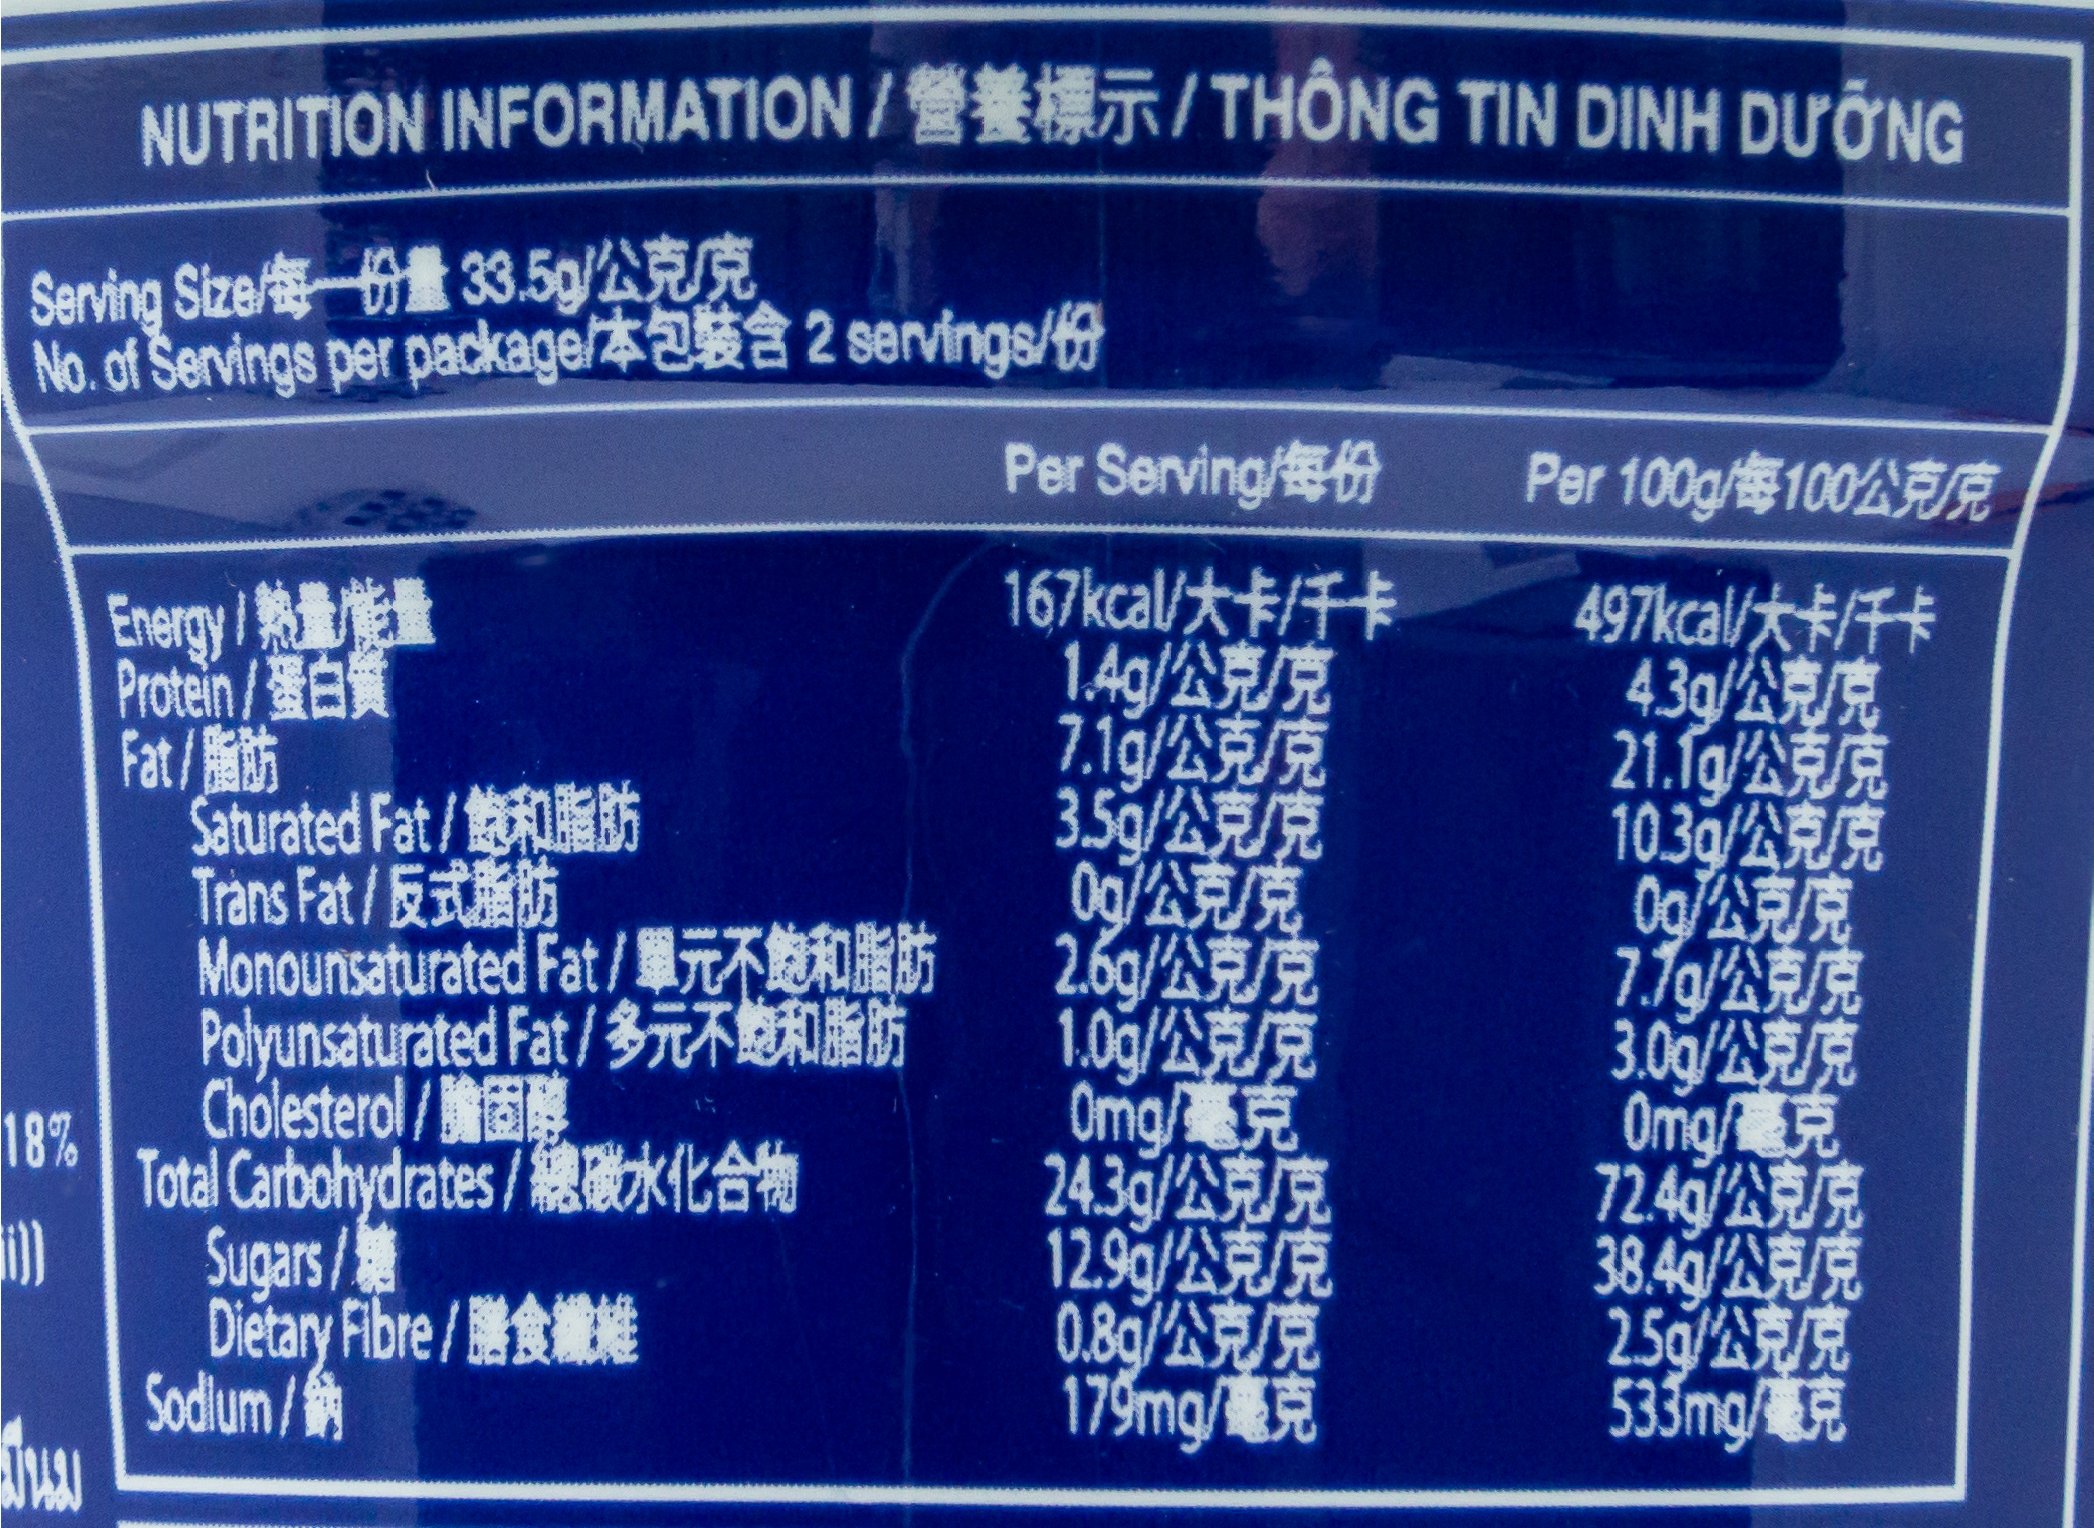 NUTRITION INFORMATION / 營養標示 / THÔNG TIN DINH DƯỠNG
Serving Size/每一份量 33.5g/公克/克
No. of Servings per package/本包裝含 2 servings/份
Per Serving/每份 Per 100g/每100公克/克
Energy / 熱量/能量 167kcal/大卡/千卡 497kcal/大卡/千卡
Protein / 蛋白質 1.4g/公克/克 4.3g/公克/克
Fat / 脂肪 7.1g/公克/克 21.1g/公克/克
Saturated Fat / 飽和脂肪 3.5g/公克/克 10.3g/公克/克
Trans Fat / 反式脂肪 0g/公克/克 0g/公克/克
Monounsaturated Fat / 單元不飽和脂肪 2.6g/公克/克 7.7g/公克/克
Polyunsaturated Fat / 多元不飽和脂肪 1.0g/公克/克 3.0g/公克/克
Cholesterol / 膽固醇 0mg/毫克 0mg/毫克
18%
Total Carbohydrates / 總碳水化合物 24.3g/公克/克 72.4g/公克/克
Sugars / 糖 12.9g/公克/克 38.4g/公克/克
ii))
Dietary Fibre / 膳食纖維 0.8g/公克/克 2.5g/公克/克
Sodium / 鈉 179mg/毫克 533mg/毫克